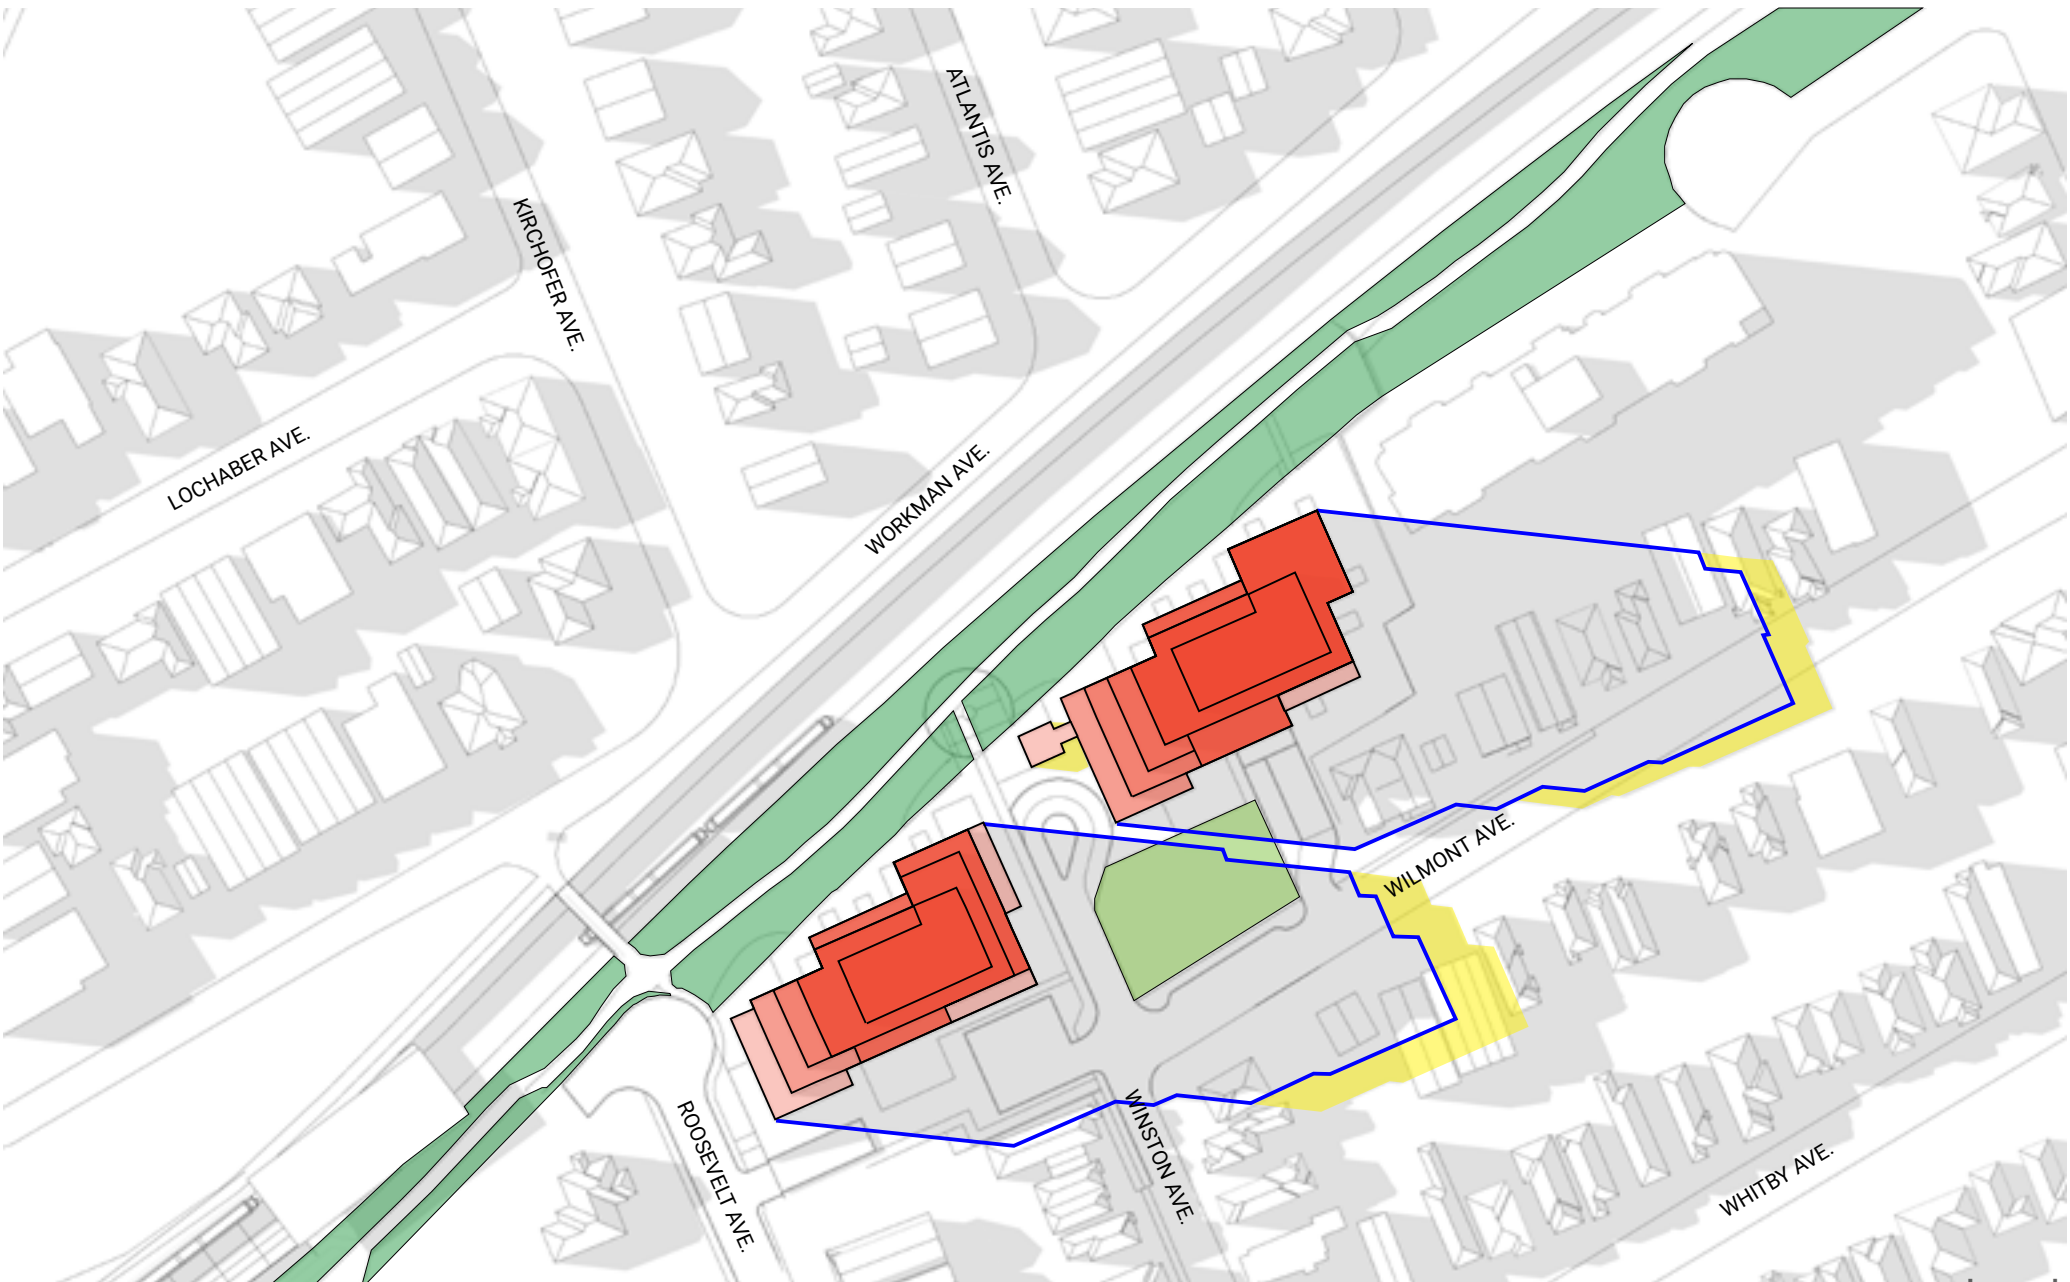 ATLANTIS AVE.
KIRCHOFER AVE.
LOCHABER AVE.
WORKMAN AVE.
WILMONT AVE.
WINSTON AVE.
ROOSEVELT AVE.
WHITBY AVE.